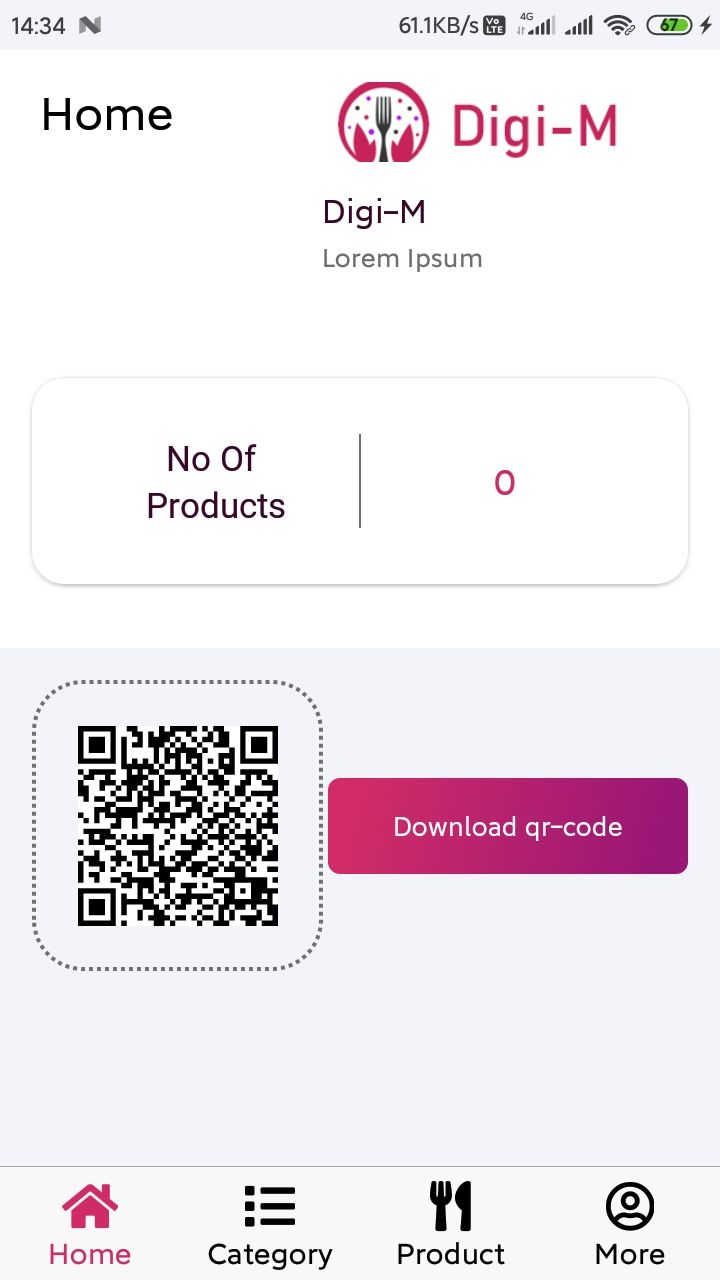 14:34 61.1KB/s Vo LTE 4G 67
Home
Digi-M
Digi-M
Lorem Ipsum
No Of
Products
0
Download qr-code
Home Category Product More